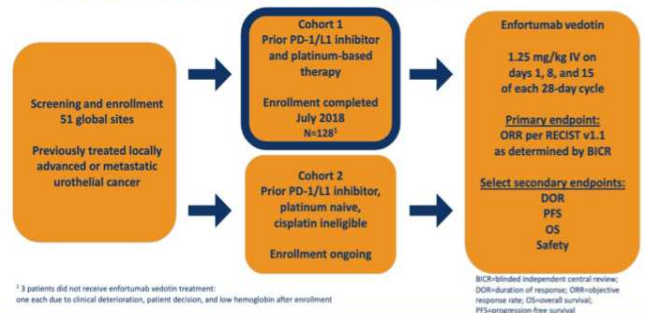 Screening and enrollment
51 global sites
Previously treated locally
advanced or metastatic
urothelial cancer
Cohort 1
Prior PD-1/L1 inhibitor
and platinum-based
therapy
Enrollment completed
July 2018
N=128¹
Cohort 2
Prior PD-1/L1 inhibitor,
platinum naive,
cisplatin ineligible
Enrollment ongoing
Enfortumab vedotin
1.25 mg/kg IV on
days 1, 8, and 15
of each 28-day cycle
Primary endpoint:
ORR per RECIST v1.1
as determined by BICR
Select secondary endpoints:
DOR
PFS
OS
Safety
¹ 3 patients did not receive enfortumab vedotin treatment:
one each due to clinical deterioration, patient decision, and low hemoglobin after enrollment
BICR=blinded independent central review;
DOR=duration of response; ORR=objective
response rate; OS=overall survival;
PFS=progression-free survival